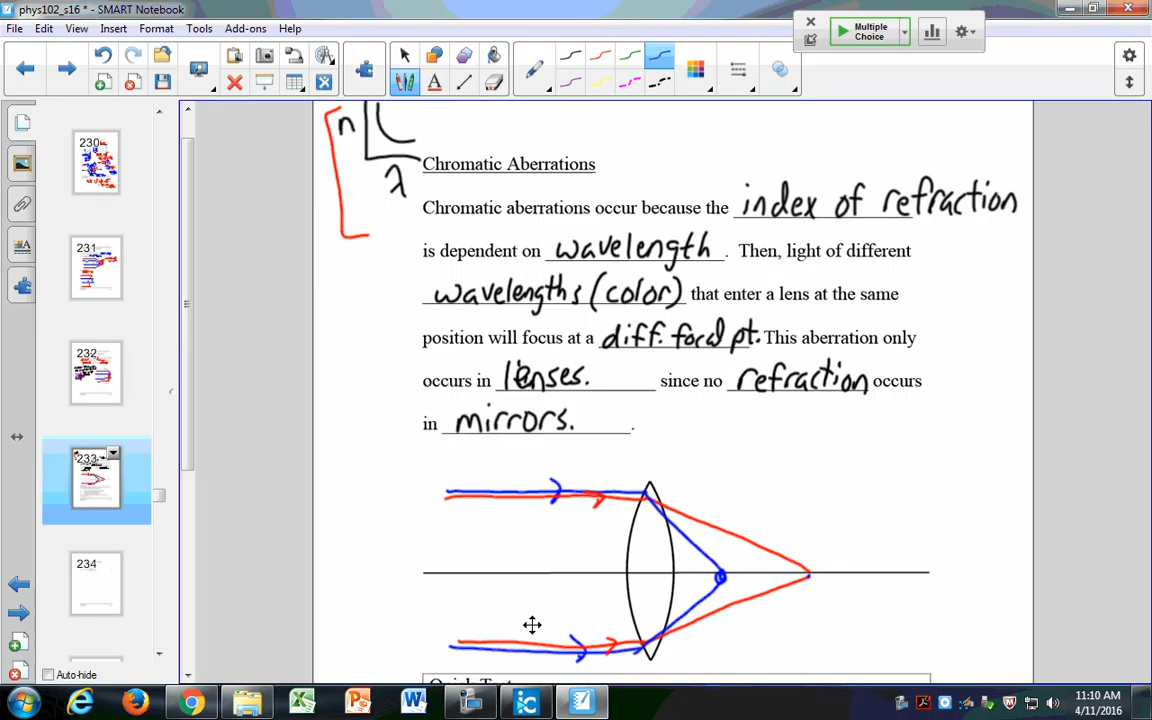 phys102_s16 * - SMART Notebook
File Edit View Insert Format Tools Add-ons Help
Multiple Choice
A
230
231
232
233
234
Auto-hide
n
λ
Chromatic Aberrations
Chromatic aberrations occur because the index of refraction
is dependent on wavelength. Then, light of different
wavelengths (color) that enter a lens at the same
position will focus at a diff. focal pt. This aberration only
occurs in lenses. since no refraction occurs
in mirrors. .
11:10 AM
4/11/2016